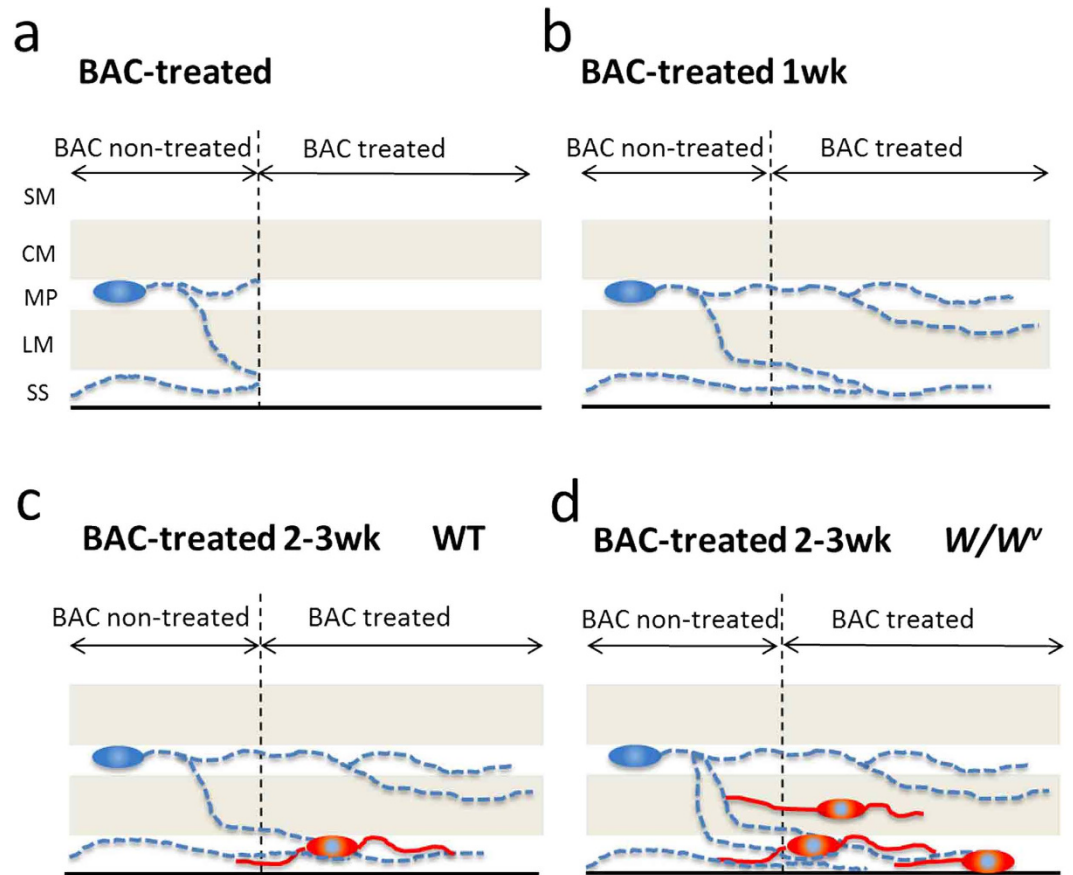 a
BAC-treated
BAC non-treated
BAC treated
SM
CM
MP
LM
SS
b
BAC-treated 1wk
BAC non-treated
BAC treated
c
BAC-treated 2-3wk WT
BAC non-treated
BAC treated
d
BAC-treated 2-3wk W/Wᵛ
BAC non-treated
BAC treated